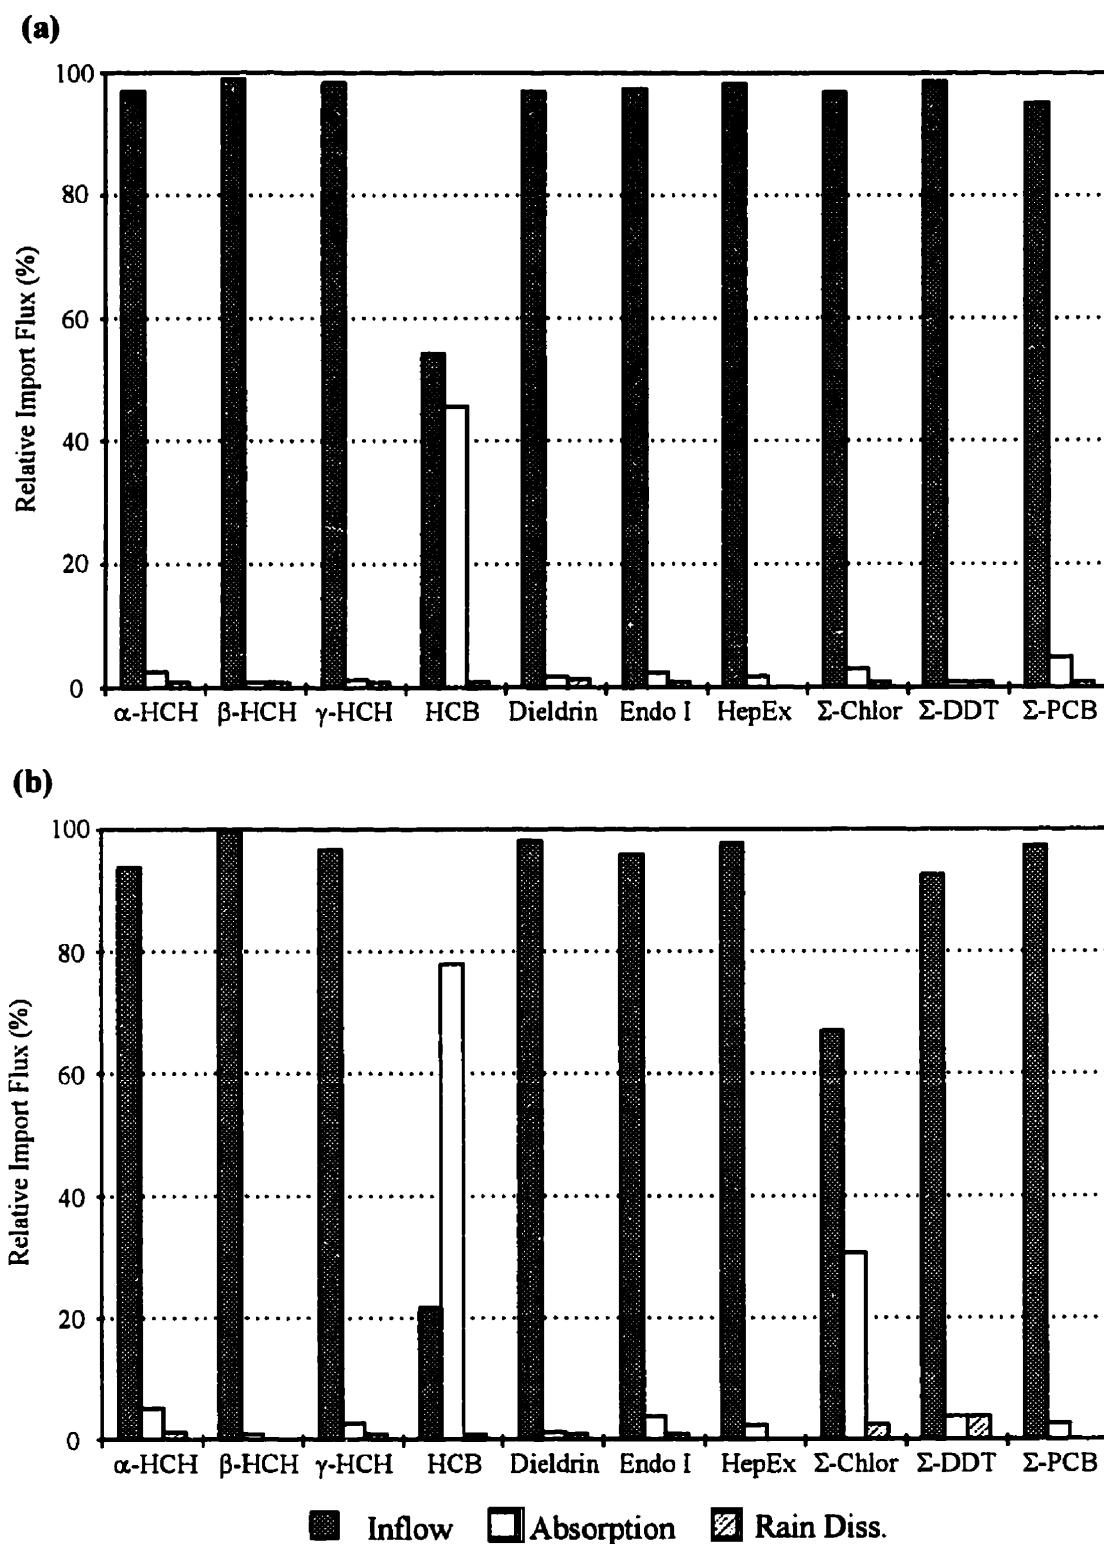 (a)
Relative Import Flux (%)
100
80
60
40
20
0
α-HCH β-HCH γ-HCH HCB Dieldrin Endo I HepEx Σ-Chlor Σ-DDT Σ-PCB
(b)
Relative Import Flux (%)
100
80
60
40
20
0
α-HCH β-HCH γ-HCH HCB Dieldrin Endo I HepEx Σ-Chlor Σ-DDT Σ-PCB
Inflow Absorption Rain Diss.